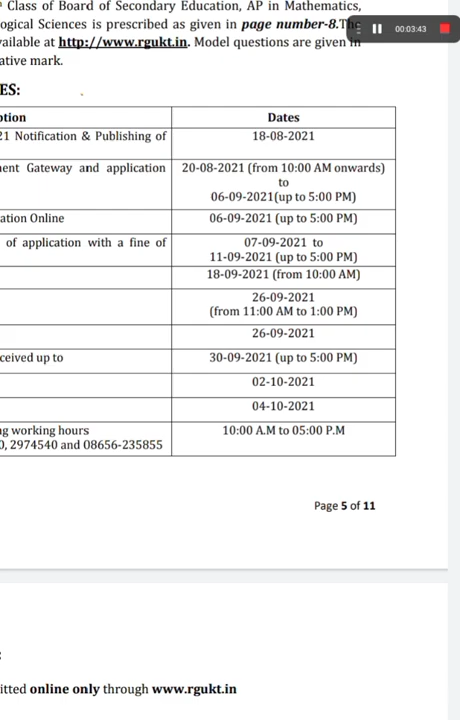 Class of Board of Secondary Education, AP in Mathematics,
ogical Sciences is prescribed as given in page number-8.The
vailable at http://www.rgukt.in. Model questions are given in
ative mark.
00:03:43
ES:
ption Dates
21 Notification & Publishing of 18-08-2021
ent Gateway and application 20-08-2021 (from 10:00 AM onwards)
to
06-09-2021(up to 5:00 PM)
ation Online 06-09-2021 (up to 5:00 PM)
of application with a fine of 07-09-2021 to
11-09-2021 (up to 5:00 PM)
18-09-2021 (from 10:00 AM)
26-09-2021
(from 11:00 AM to 1:00 PM)
26-09-2021
ceived up to 30-09-2021 (up to 5:00 PM)
02-10-2021
04-10-2021
ng working hours 10:00 A.M to 05:00 P.M
0, 2974540 and 08656-235855
Page 5 of 11
:
itted online only through www.rgukt.in